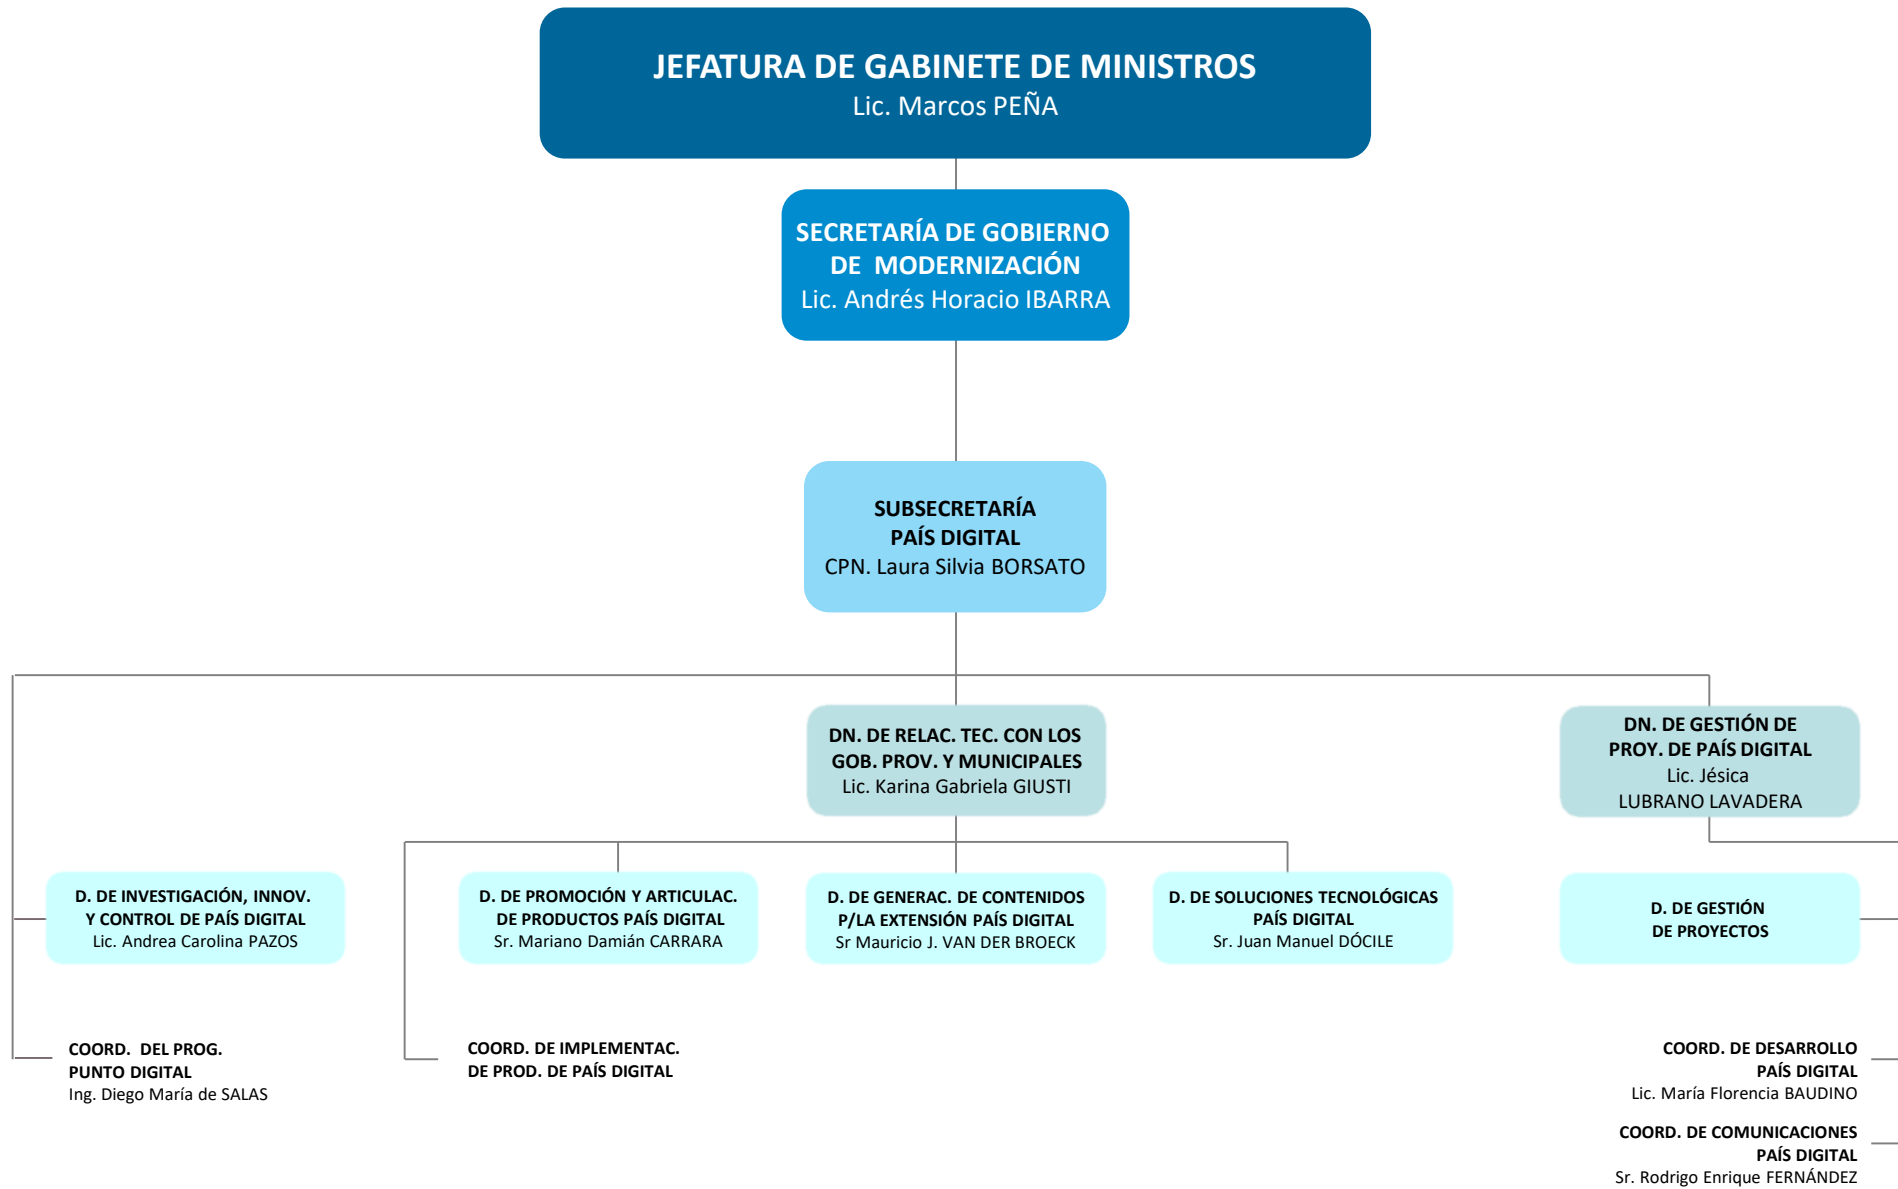 JEFATURA DE GABINETE DE MINISTROS
Lic. Marcos PEÑA
SECRETARÍA DE GOBIERNO
DE MODERNIZACIÓN
Lic. Andrés Horacio IBARRA
SUBSECRETARÍA
PAÍS DIGITAL
CPN. Laura Silvia BORSATO
DN. DE RELAC. TEC. CON LOS
GOB. PROV. Y MUNICIPALES
Lic. Karina Gabriela GIUSTI
DN. DE GESTIÓN DE
PROY. DE PAÍS DIGITAL
Lic. Jésica
LUBRANO LAVADERA
D. DE INVESTIGACIÓN, INNOV.
Y CONTROL DE PAÍS DIGITAL
Lic. Andrea Carolina PAZOS
D. DE PROMOCIÓN Y ARTICULAC.
DE PRODUCTOS PAÍS DIGITAL
Sr. Mariano Damián CARRARA
D. DE GENERAC. DE CONTENIDOS
P/LA EXTENSIÓN PAÍS DIGITAL
Sr Mauricio J. VAN DER BROECK
D. DE SOLUCIONES TECNOLÓGICAS
PAÍS DIGITAL
Sr. Juan Manuel DÓCILE
D. DE GESTIÓN
DE PROYECTOS
COORD. DEL PROG.
PUNTO DIGITAL
Ing. Diego María de SALAS
COORD. DE IMPLEMENTAC.
DE PROD. DE PAÍS DIGITAL
COORD. DE DESARROLLO
PAÍS DIGITAL
Lic. María Florencia BAUDINO
COORD. DE COMUNICACIONES
PAÍS DIGITAL
Sr. Rodrigo Enrique FERNÁNDEZ